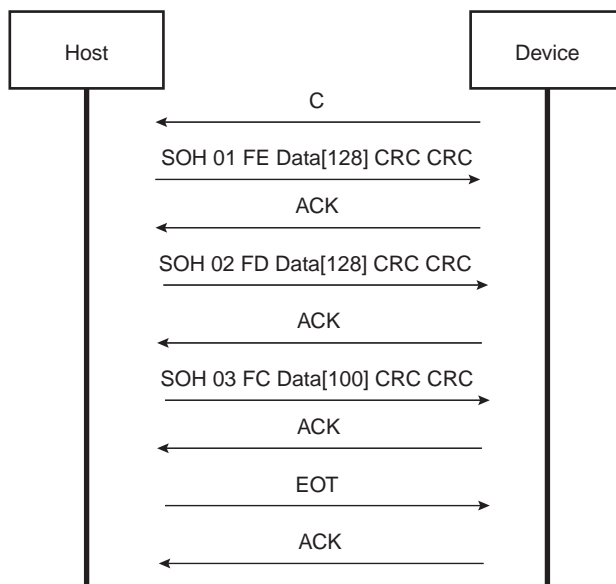 Host
Device
C
SOH 01 FE Data[128] CRC CRC
ACK
SOH 02 FD Data[128] CRC CRC
ACK
SOH 03 FC Data[100] CRC CRC
ACK
EOT
ACK